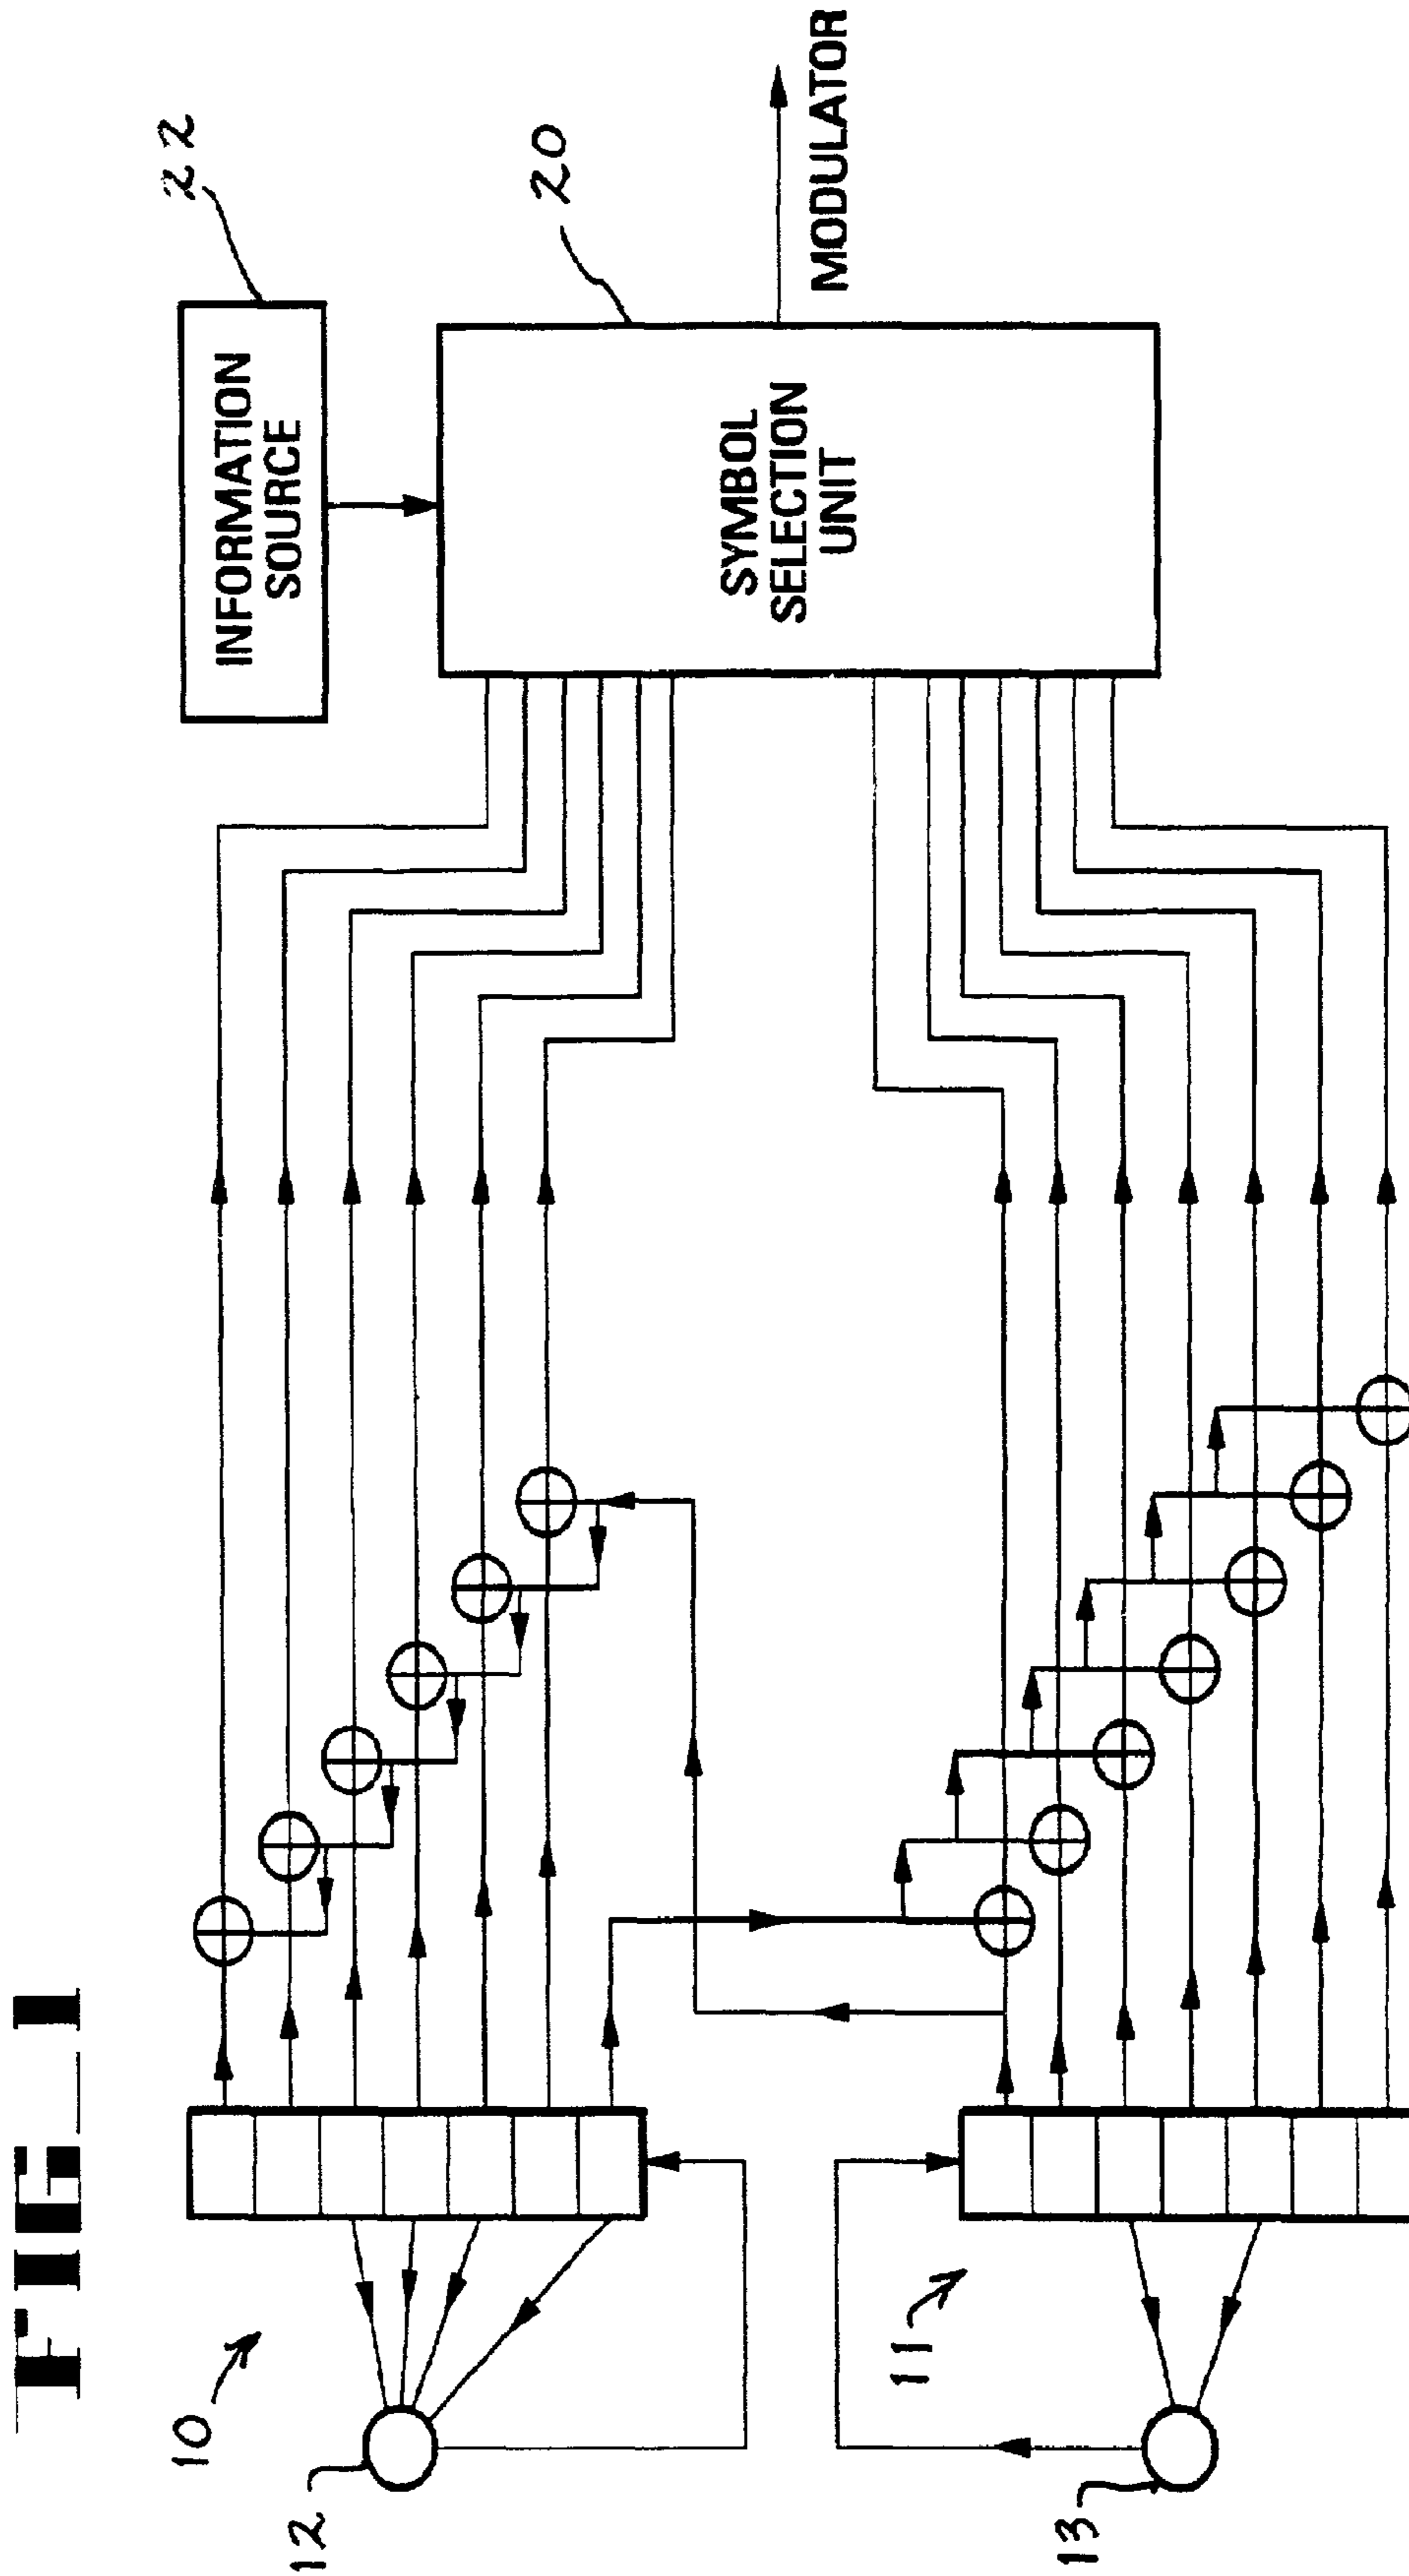 FIG_1
10
12
11
13
INFORMATION
SOURCE
22
SYMBOL
SELECTION
UNIT
20
MODULATOR